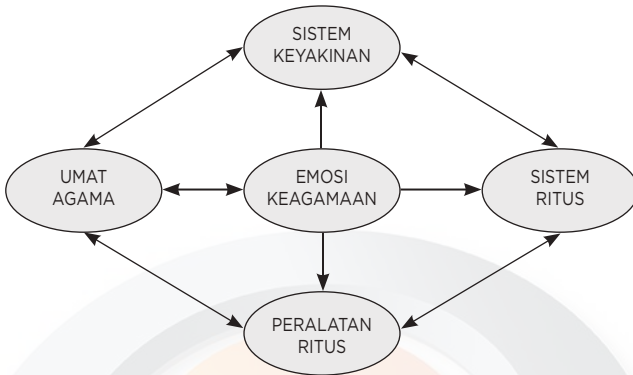 SISTEM
KEYAKINAN
UMAT
AGAMA
EMOSI
KEAGAMAAN
SISTEM
RITUS
PERALATAN
RITUS